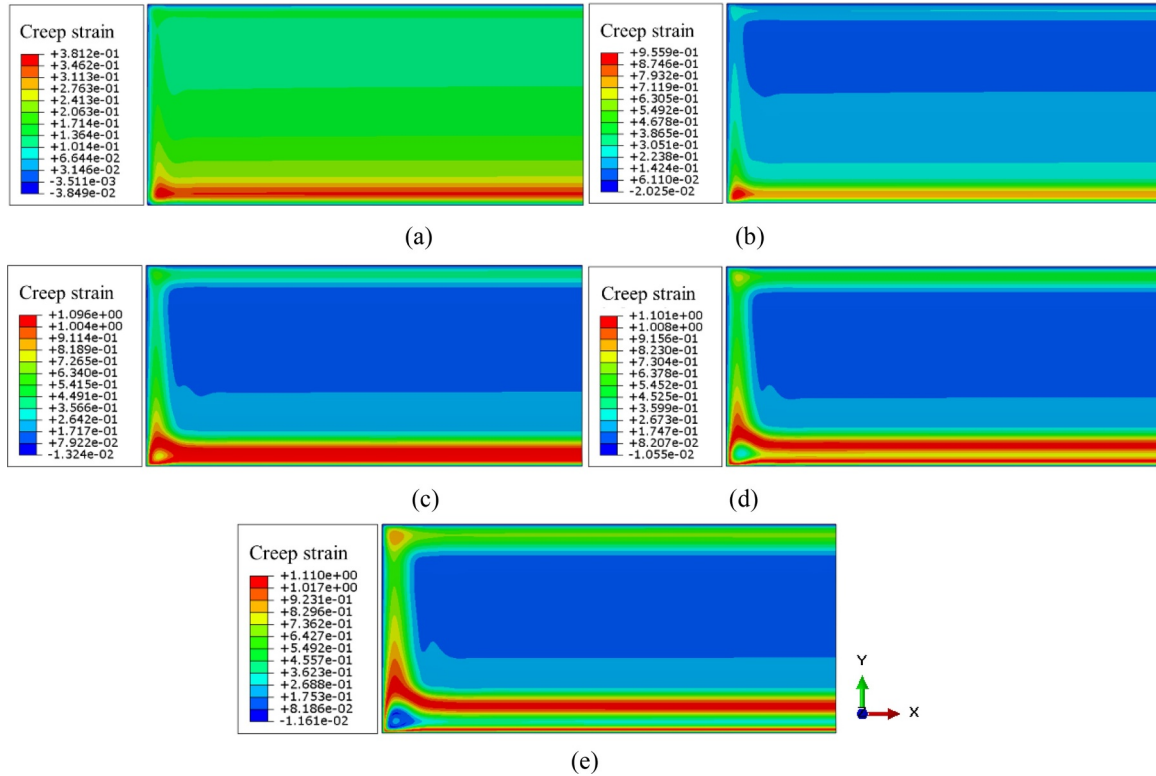 Creep strain
+3.812e-01
+3.462e-01
+3.113e-01
+2.763e-01
+2.413e-01
+2.063e-01
+1.714e-01
+1.364e-01
+1.014e-01
+6.644e-02
+3.146e-02
-3.511e-03
-3.849e-02
(a)
Creep strain
+9.559e-01
+8.746e-01
+7.932e-01
+7.119e-01
+6.305e-01
+5.492e-01
+4.678e-01
+3.865e-01
+3.051e-01
+2.238e-01
+1.424e-01
+6.110e-02
-2.025e-02
(b)
Creep strain
+1.096e+00
+1.004e+00
+9.114e-01
+8.189e-01
+7.265e-01
+6.340e-01
+5.415e-01
+4.491e-01
+3.566e-01
+2.642e-01
+1.717e-01
+7.922e-02
-1.324e-02
(c)
Creep strain
+1.101e+00
+1.008e+00
+9.156e-01
+8.230e-01
+7.304e-01
+6.378e-01
+5.452e-01
+4.525e-01
+3.599e-01
+2.673e-01
+1.747e-01
+8.207e-02
-1.055e-02
(d)
Creep strain
+1.110e+00
+1.017e+00
+9.231e-01
+8.296e-01
+7.362e-01
+6.427e-01
+5.492e-01
+4.557e-01
+3.623e-01
+2.688e-01
+1.753e-01
+8.186e-02
-1.161e-02
Y
X
(e)